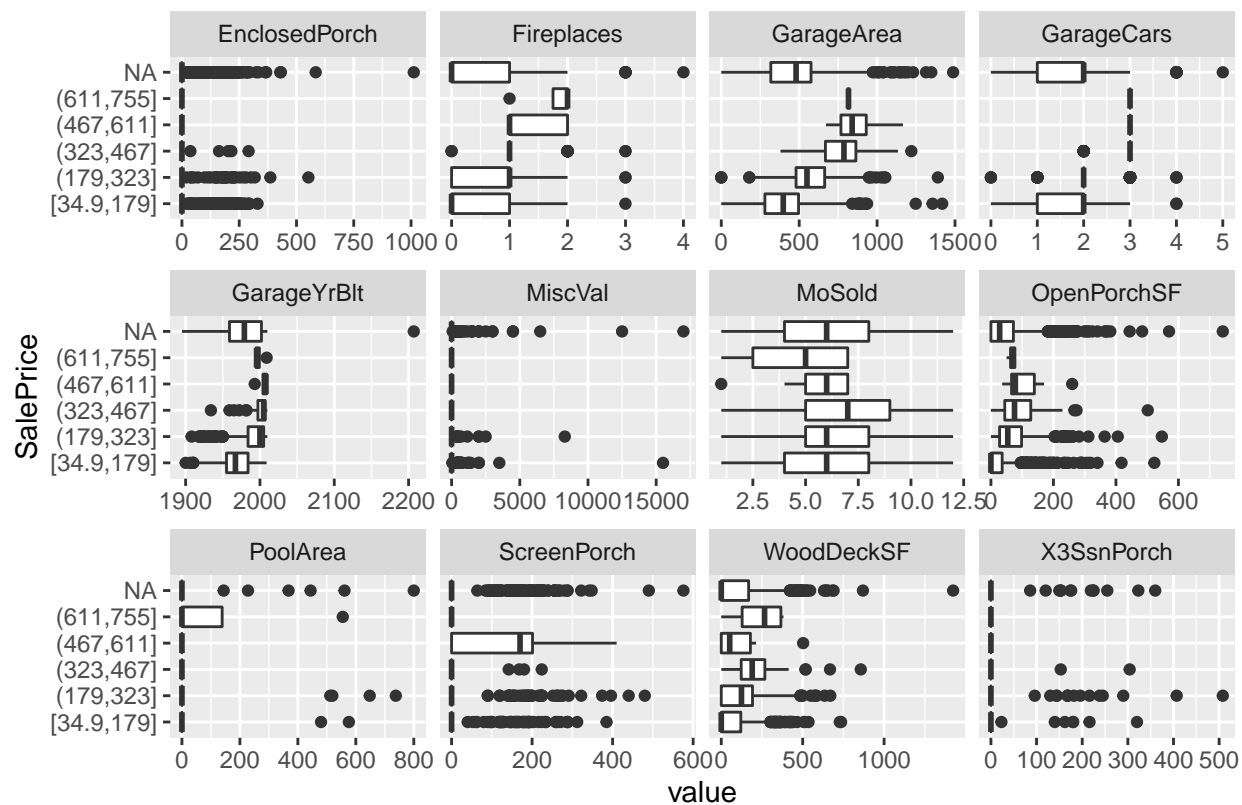 EnclosedPorch Fireplaces GarageArea GarageCars
NA
(611,755]
(467,611]
(323,467]
(179,323]
[34.9,179]
0 250 500 750 1000 0 1 2 3 4 0 500 1000 1500 0 1 2 3 4 5
GarageYrBlt MiscVal MoSold OpenPorchSF
NA
(611,755]
(467,611]
(323,467]
(179,323]
[34.9,179]
1900 2000 2100 2200 0 5000 10000 15000 2.5 5.0 7.5 10.0 12.5 0 200 400 600
SalePrice
PoolArea ScreenPorch WoodDeckSF X3SsnPorch
NA
(611,755]
(467,611]
(323,467]
(179,323]
[34.9,179]
0 200 400 600 800 0 200 400 600 0 500 1000 0 100 200 300 400 500
value